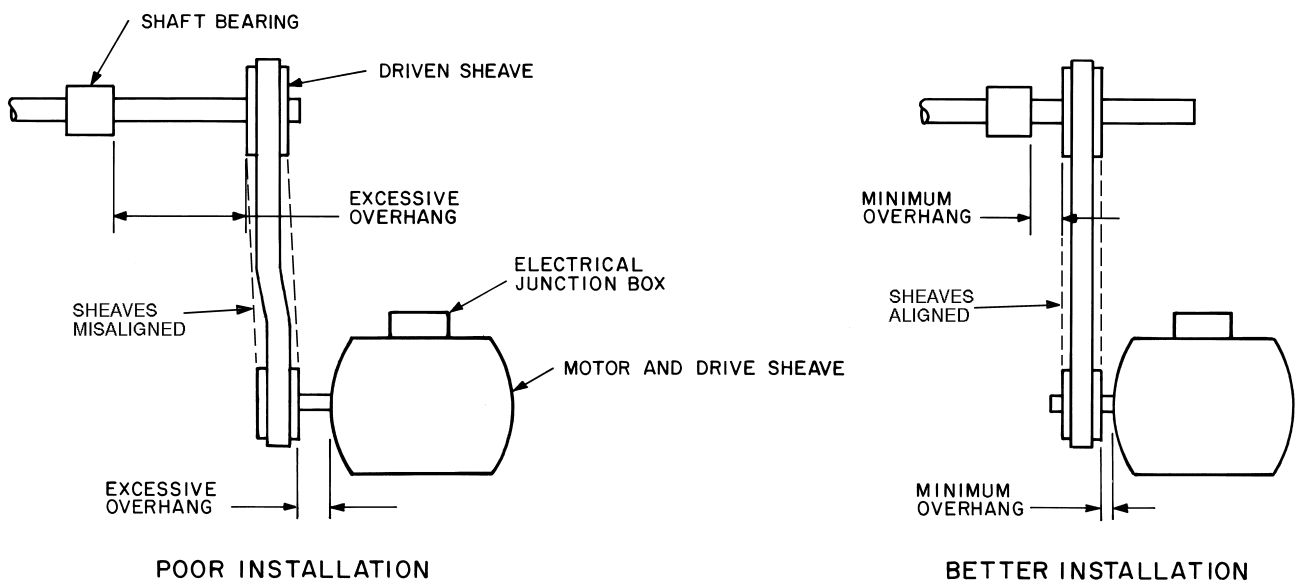 SHAFT BEARING
DRIVEN SHEAVE
EXCESSIVE
OVERHANG
ELECTRICAL
JUNCTION BOX
SHEAVES
MISALIGNED
MOTOR AND DRIVE SHEAVE
EXCESSIVE
OVERHANG
POOR INSTALLATION
MINIMUM
OVERHANG
SHEAVES
ALIGNED
MINIMUM
OVERHANG
BETTER INSTALLATION